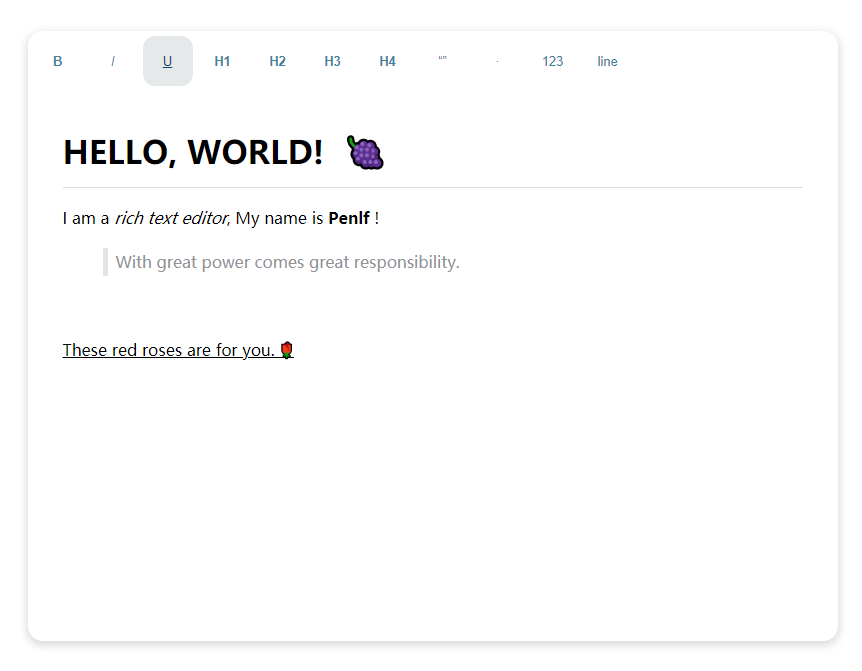 B I U H1 H2 H3 H4 “” · 123 line
HELLO, WORLD! 🍇
I am a rich text editor, My name is Penlf !
With great power comes great responsibility.
These red roses are for you. 🌹